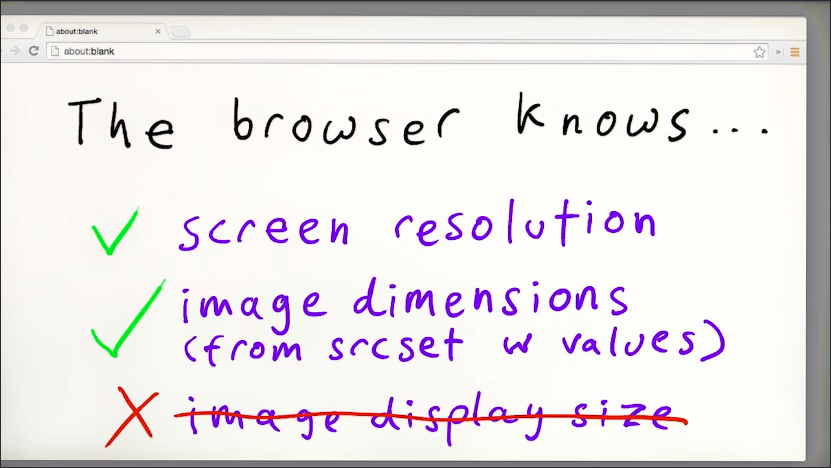 about:blank
about:blank
The browser knows...
screen resolution
image dimensions
(from srcset w values)
image display size